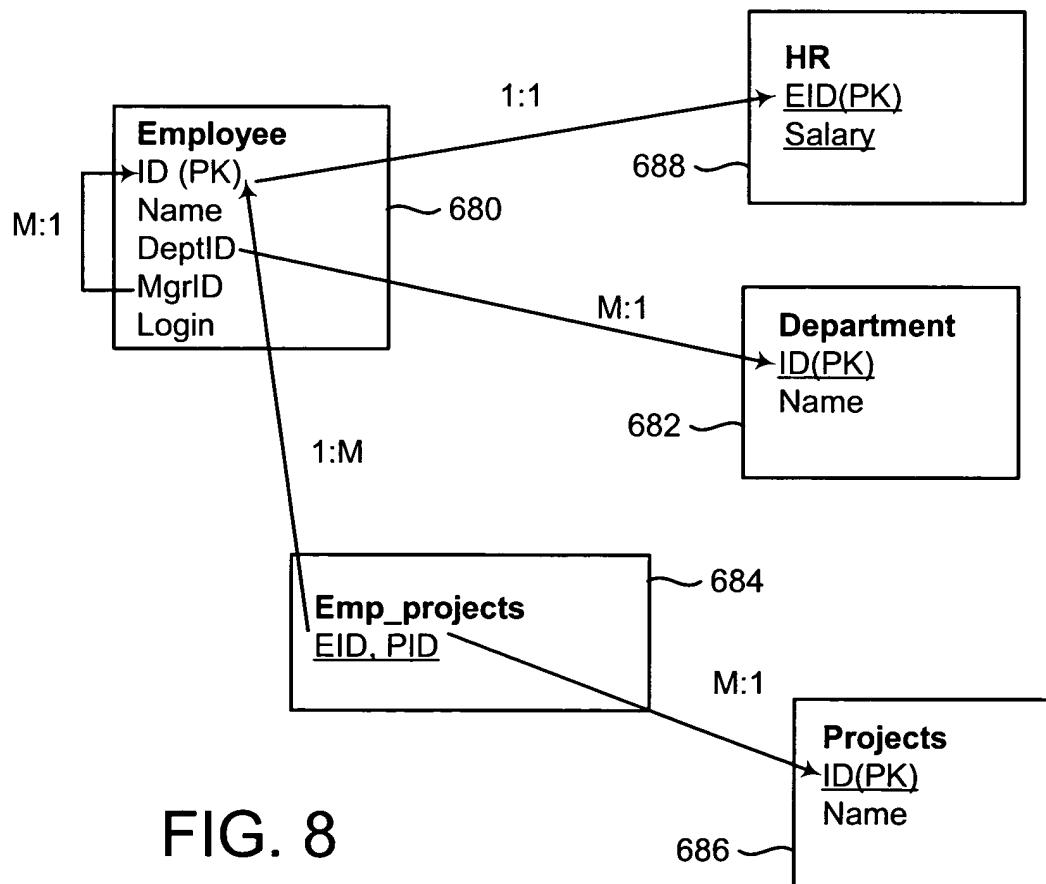 HR
EID(PK)
Salary
688
1:1
Employee
ID (PK)
Name
DeptID
MgrID
Login
680
M:1
M:1
Department
ID(PK)
Name
682
1:M
Emp_projects
EID, PID
684
M:1
Projects
ID(PK)
Name
686
FIG. 8